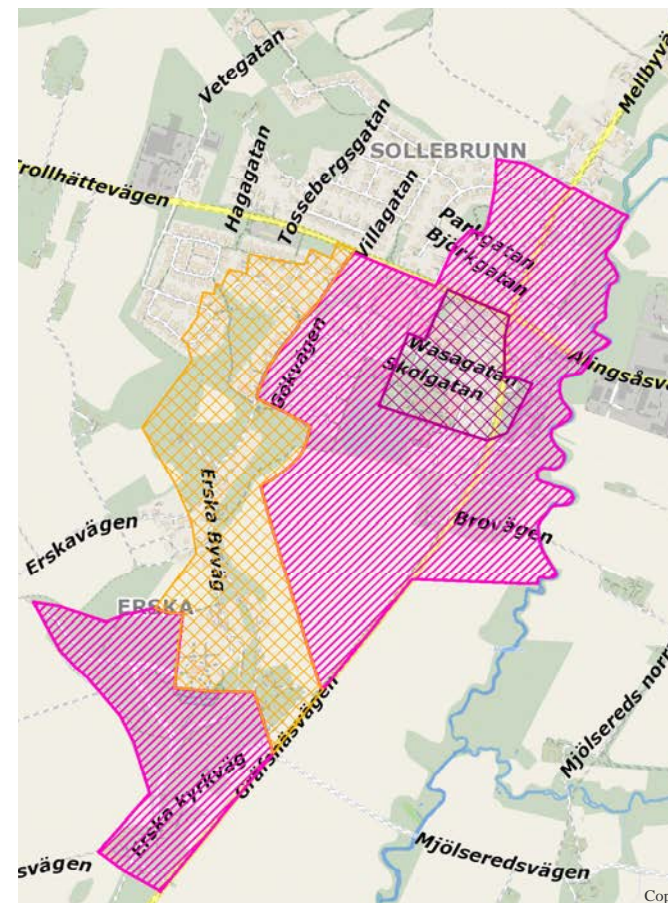 Vetegatan
Mellbyvä
SOLLEBRUNN
Trollhättevägen
Hagagatan
Tossebergsgatan
Villagatan
Parkgatan
Björkgatan
Gökvägen
Wasagatan
Skolgatan
Alingsåsv
Brovägen
Erskavägen
Erska Byväg
ERSKA
Gräfsnäsvägen
Erska kyrkväg
Mjölsereds norr
Mjölseredsvägen
svägen
Cop